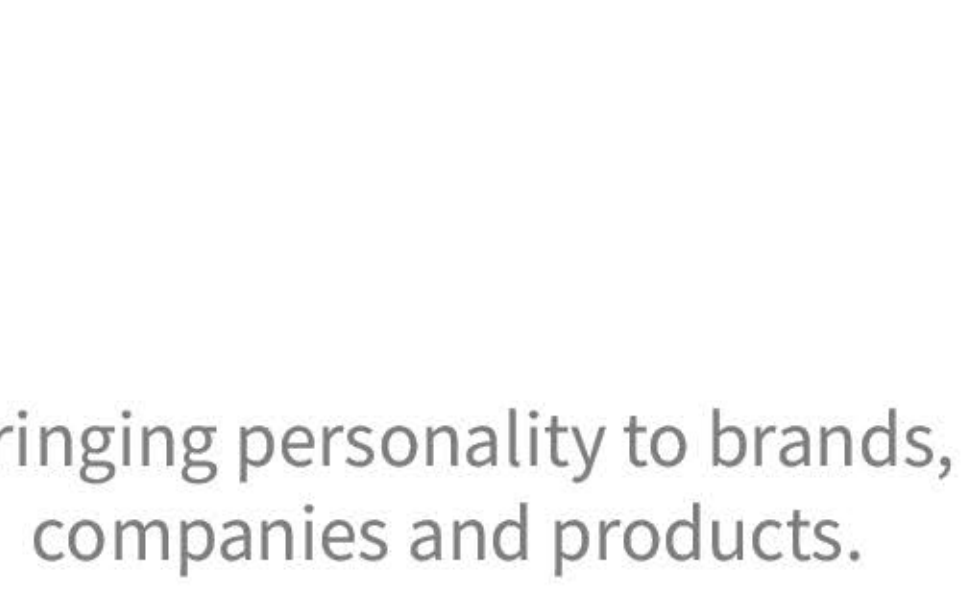 ringing personality to brands,
companies and products.